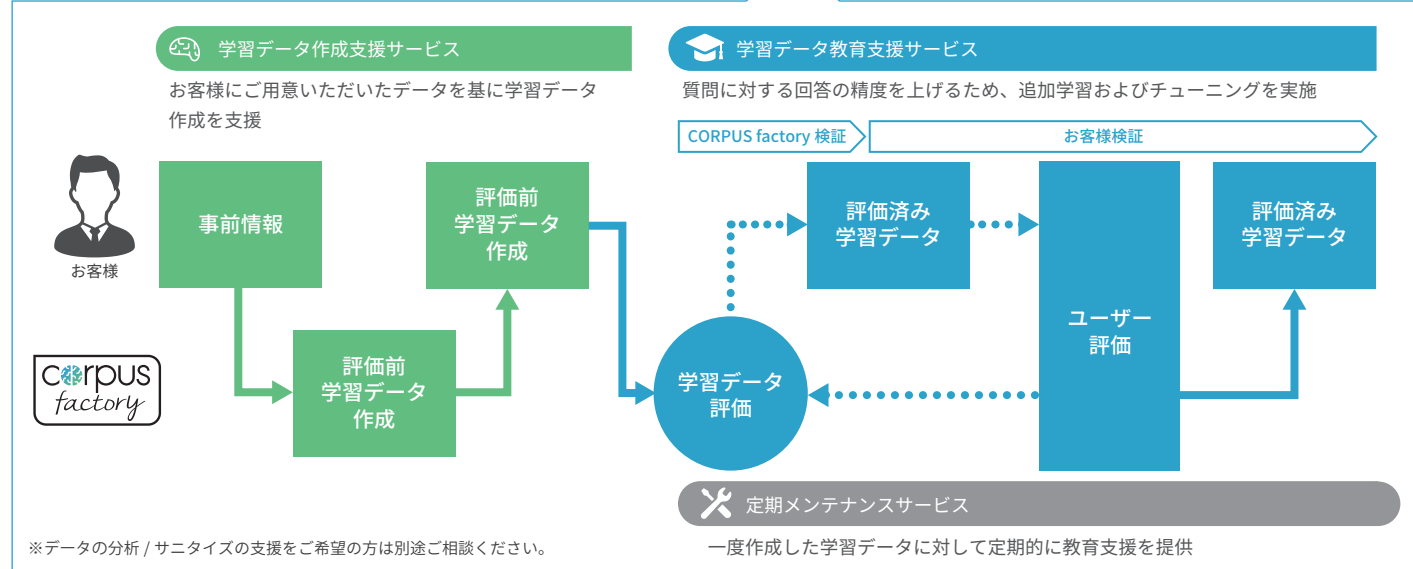 学習データ作成支援サービス
お客様にご用意いただいたデータを基に学習データ
作成を支援
学習データ教育支援サービス
質問に対する回答の精度を上げるため、追加学習およびチューニングを実施
CORPUS factory 検証
お客様検証
お客様
事前情報
評価前
学習データ
作成
評価済み
学習データ
評価済み
学習データ
ユーザー
評価
corpus
factory
評価前
学習データ
作成
学習データ
評価
定期メンテナンスサービス
一度作成した学習データに対して定期的に教育支援を提供
※データの分析 / サニタイズの支援をご希望の方は別途ご相談ください。